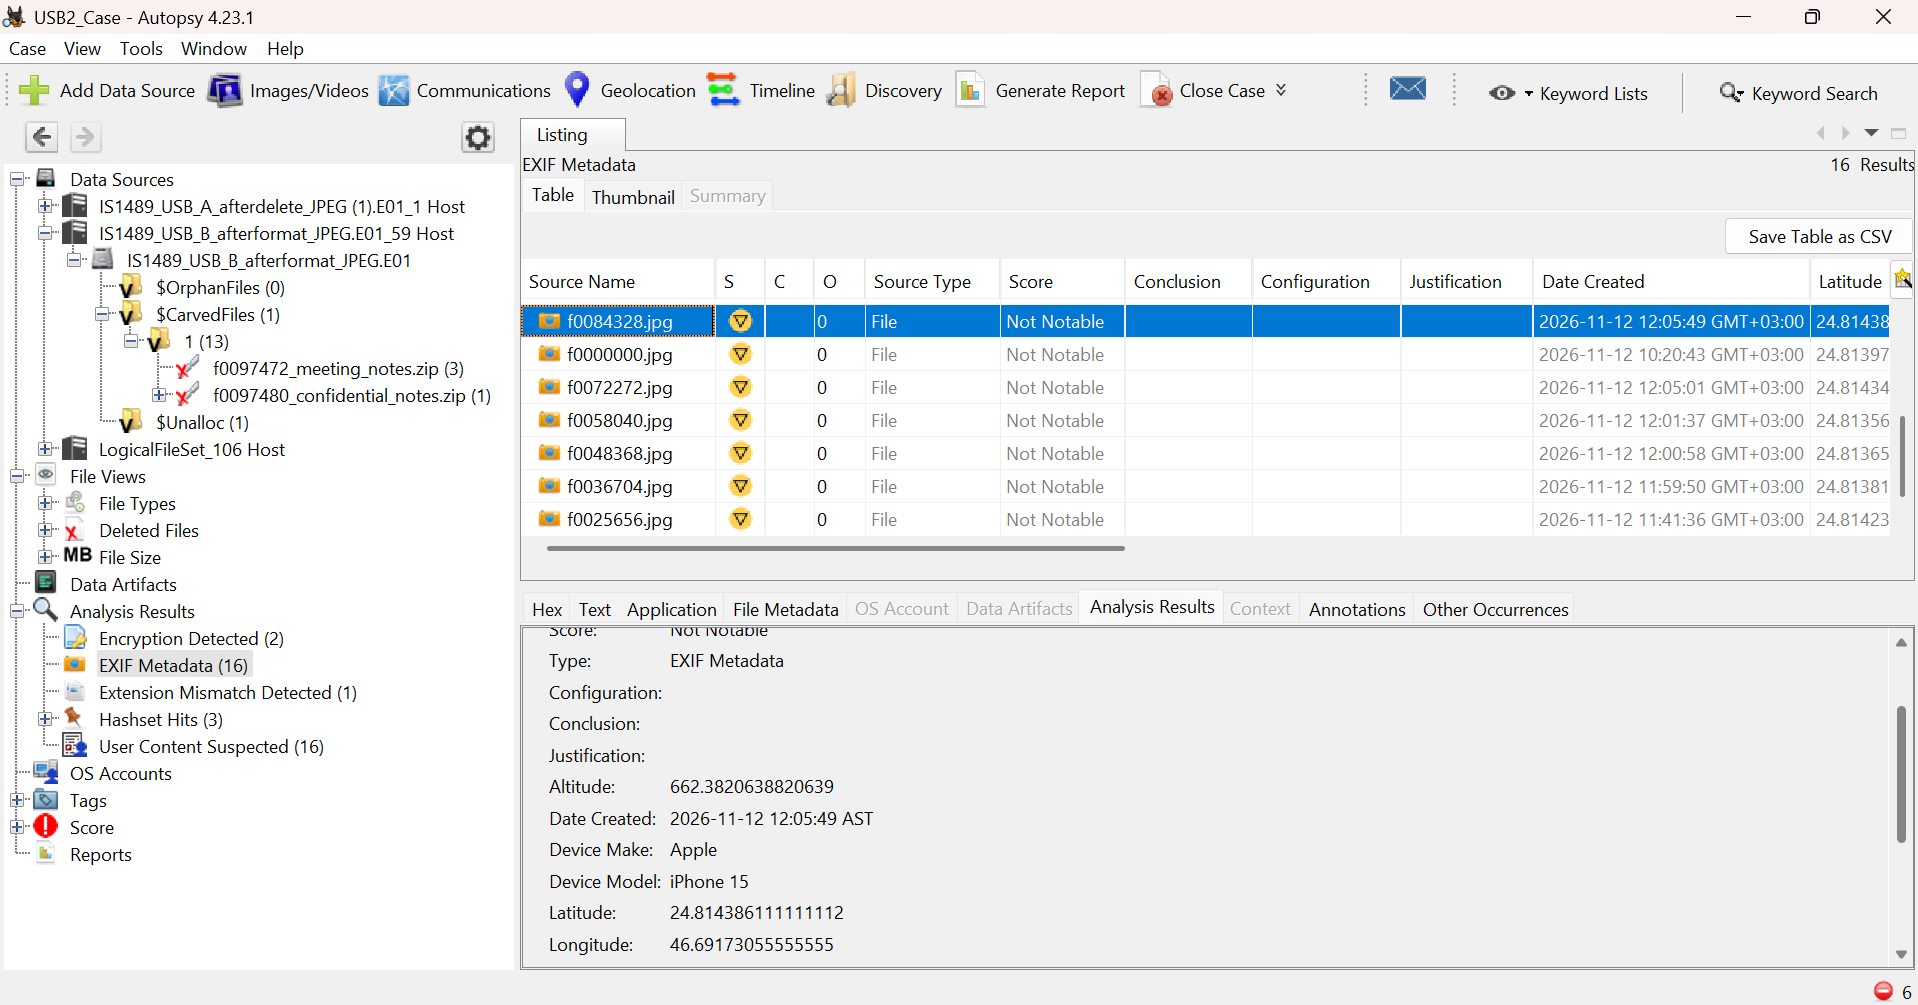 USB2_Case - Autopsy 4.23.1
Case View Tools Window Help
Add Data Source Images/Videos Communications Geolocation Timeline Discovery Generate Report Close Case Keyword Lists Keyword Search
Data Sources
IS1489_USB_A_afterdelete_JPEG (1).E01_1 Host
IS1489_USB_B_afterformat_JPEG.E01_59 Host
IS1489_USB_B_afterformat_JPEG.E01
$OrphanFiles (0)
$CarvedFiles (1)
1 (13)
f0097472_meeting_notes.zip (3)
f0097480_confidential_notes.zip (1)
$Unalloc (1)
LogicalFileSet_106 Host
File Views
File Types
Deleted Files
MB File Size
Data Artifacts
Analysis Results
Encryption Detected (2)
EXIF Metadata (16)
Extension Mismatch Detected (1)
Hashset Hits (3)
User Content Suspected (16)
OS Accounts
Tags
Score
Reports
Listing
EXIF Metadata 16 Results
Table Thumbnail Summary
Save Table as CSV
Source Name S C O Source Type Score Conclusion Configuration Justification Date Created Latitude
f0084328.jpg 0 File Not Notable 2026-11-12 12:05:49 GMT+03:00 24.81438
f0000000.jpg 0 File Not Notable 2026-11-12 10:20:43 GMT+03:00 24.81397
f0072272.jpg 0 File Not Notable 2026-11-12 12:05:01 GMT+03:00 24.81434
f0058040.jpg 0 File Not Notable 2026-11-12 12:01:37 GMT+03:00 24.81356
f0048368.jpg 0 File Not Notable 2026-11-12 12:00:58 GMT+03:00 24.81365
f0036704.jpg 0 File Not Notable 2026-11-12 11:59:50 GMT+03:00 24.81381
f0025656.jpg 0 File Not Notable 2026-11-12 11:41:36 GMT+03:00 24.81423
Hex Text Application File Metadata OS Account Data Artifacts Analysis Results Context Annotations Other Occurrences
Score: Not Notable
Type: EXIF Metadata
Configuration:
Conclusion:
Justification:
Altitude: 662.3820638820639
Date Created: 2026-11-12 12:05:49 AST
Device Make: Apple
Device Model: iPhone 15
Latitude: 24.814386111111112
Longitude: 46.69173055555555
6